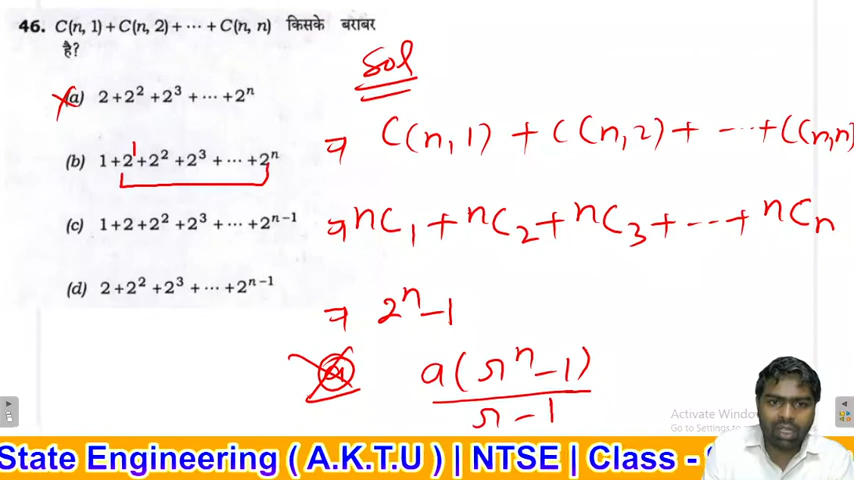 46. C(n, 1) + C(n, 2) + ··· + C(n, n) किसके बराबर
है?
(a) 2 + 2² + 2³ + ··· + 2ⁿ
(b) 1 + 2¹ + 2² + 2³ + ··· + 2ⁿ
(c) 1 + 2 + 2² + 2³ + ··· + 2ⁿ⁻¹
(d) 2 + 2² + 2³ + ··· + 2ⁿ⁻¹
Sol
⇒ C(n, 1) + C(n, 2) + ··· + C(n, n)
⇒ nC₁ + nC₂ + nC₃ + ··· + nCₙ
⇒ 2ⁿ - 1
(a) a(rⁿ - 1)
r - 1
Activate Windo
Go to Settings to
State Engineering ( A.K.T.U ) | NTSE | Class -